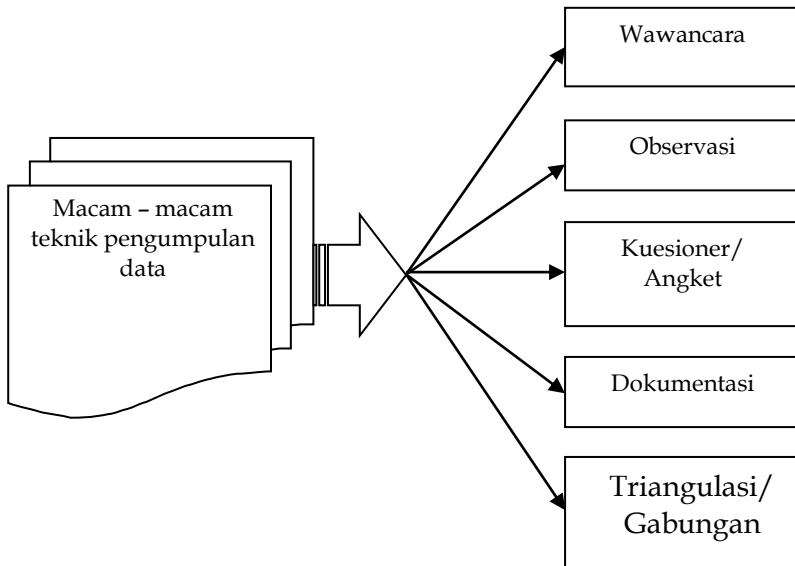 Macam – macam
teknik pengumpulan
data
Wawancara
Observasi
Kuesioner/
Angket
Dokumentasi
Triangulasi/
Gabungan